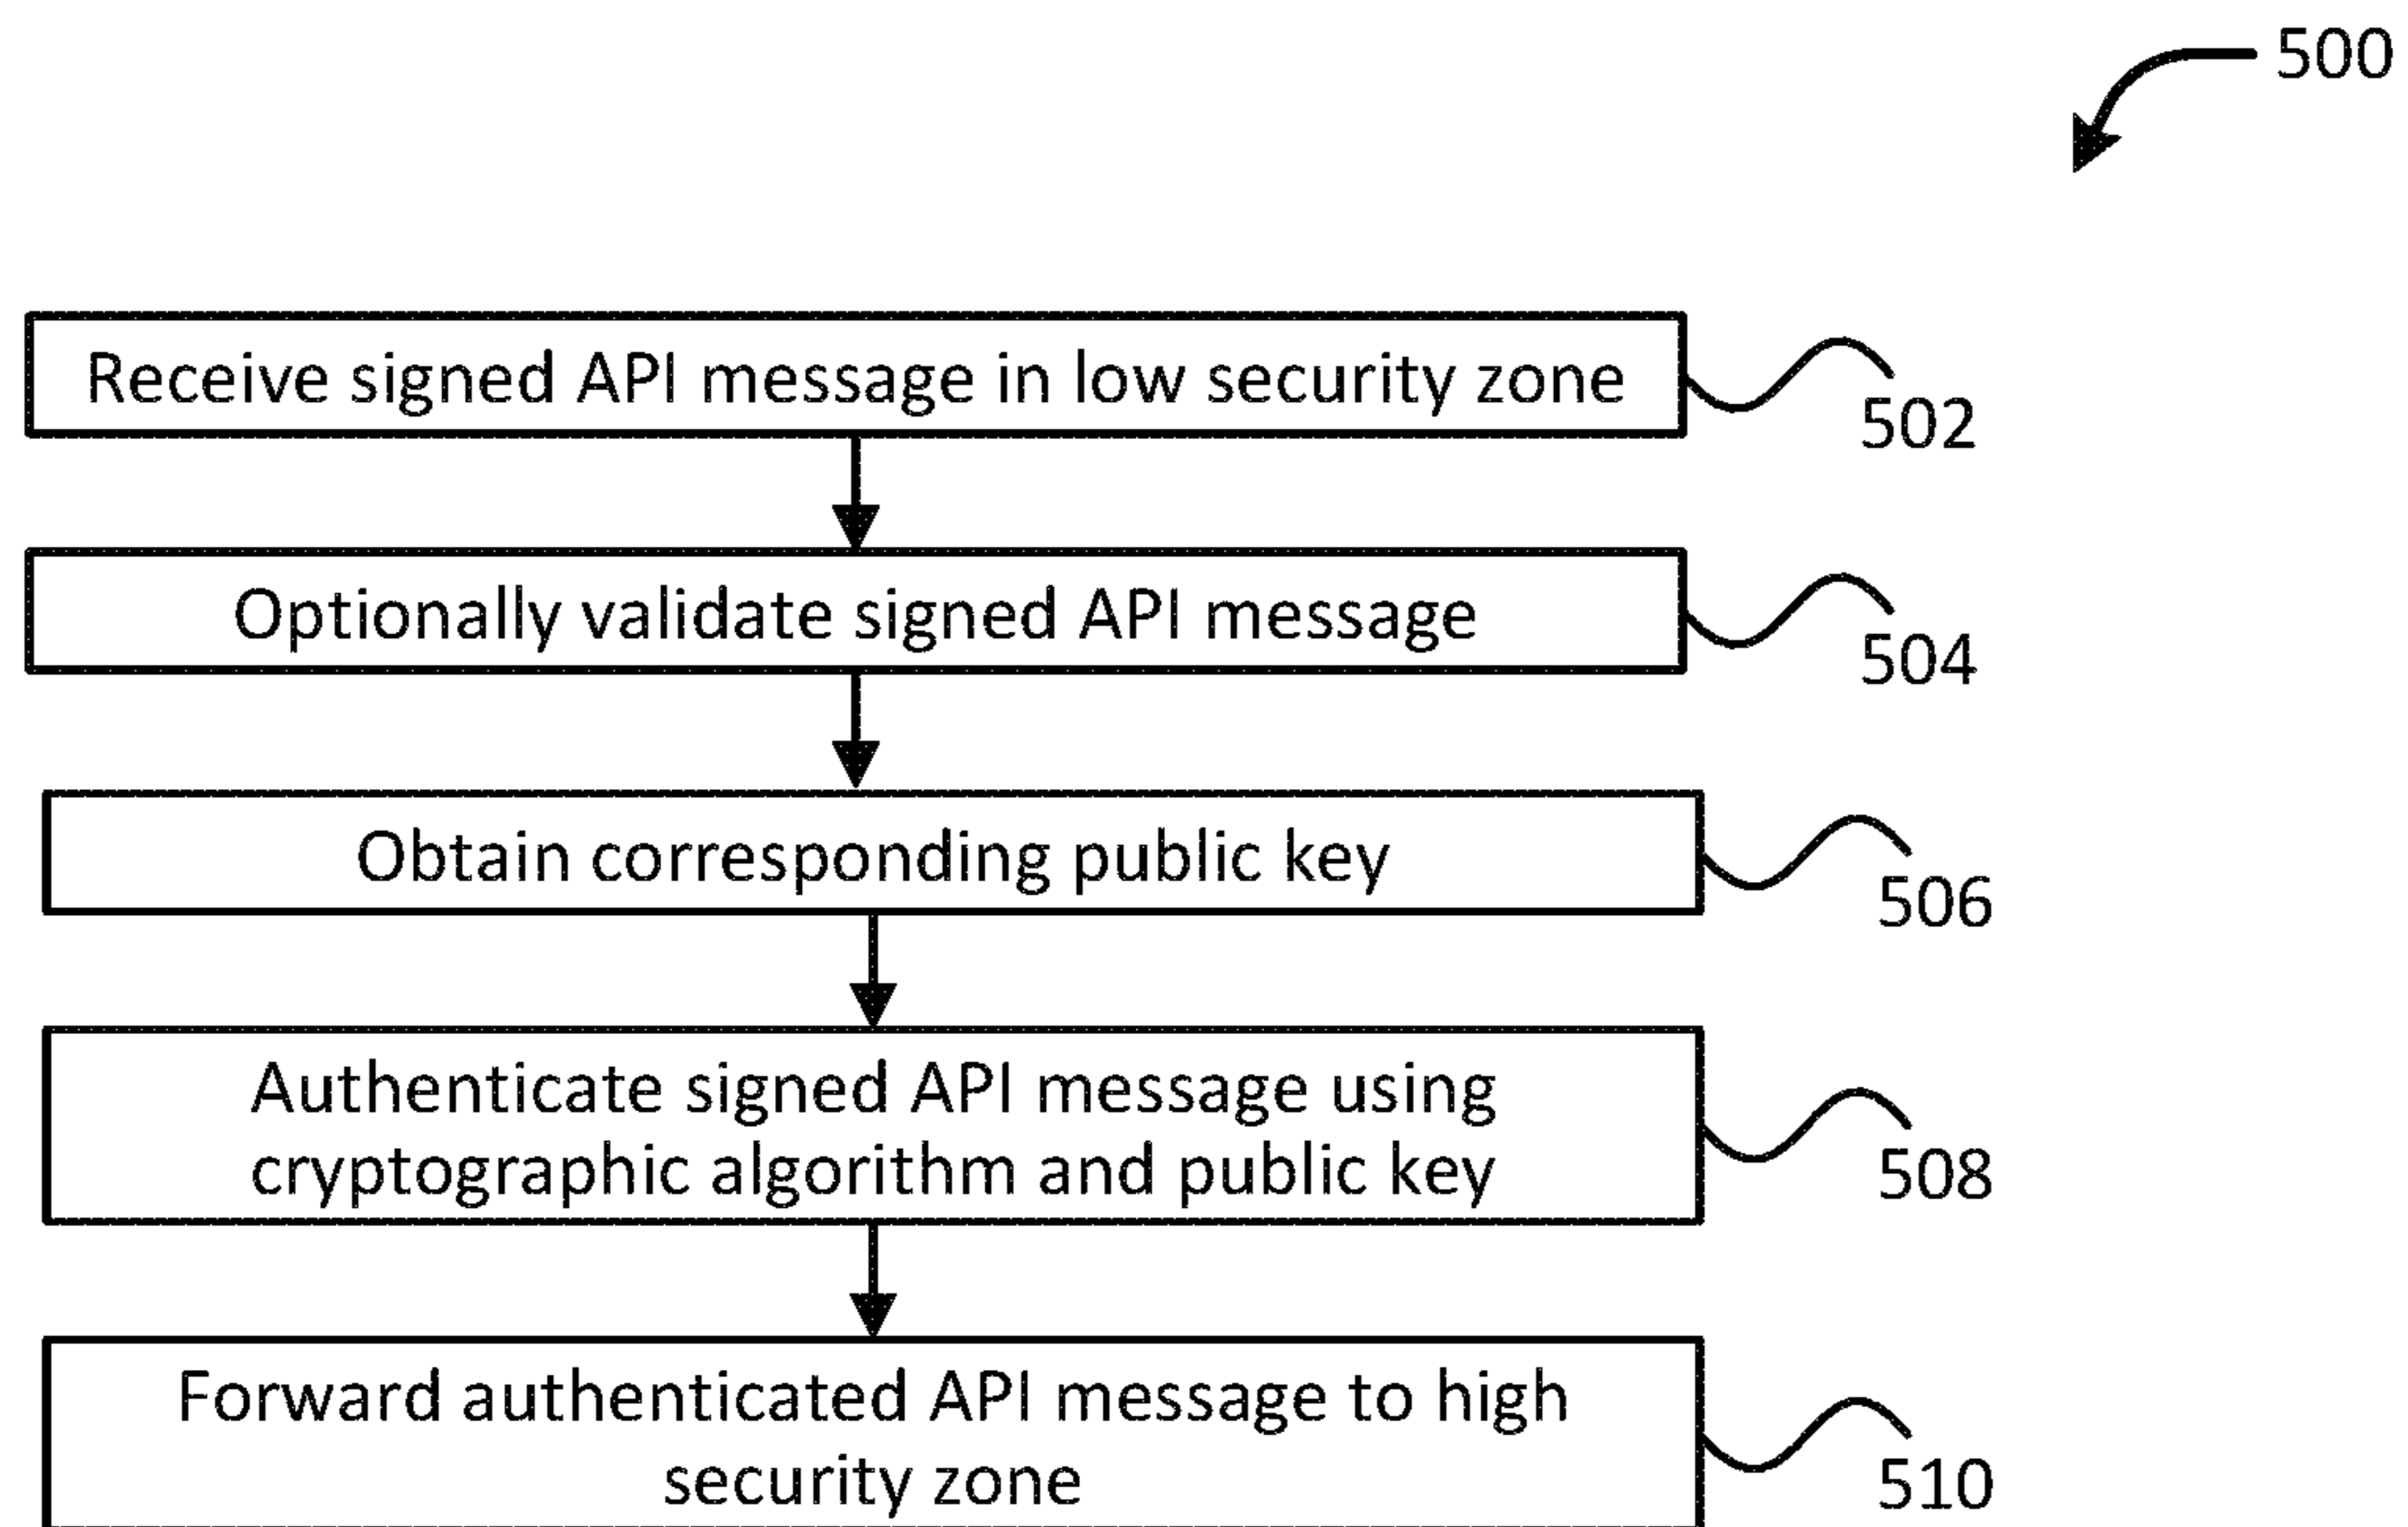 500
Receive signed API message in low security zone
502
Optionally validate signed API message
504
Obtain corresponding public key
506
Authenticate signed API message using
cryptographic algorithm and public key
508
Forward authenticated API message to high
security zone
510